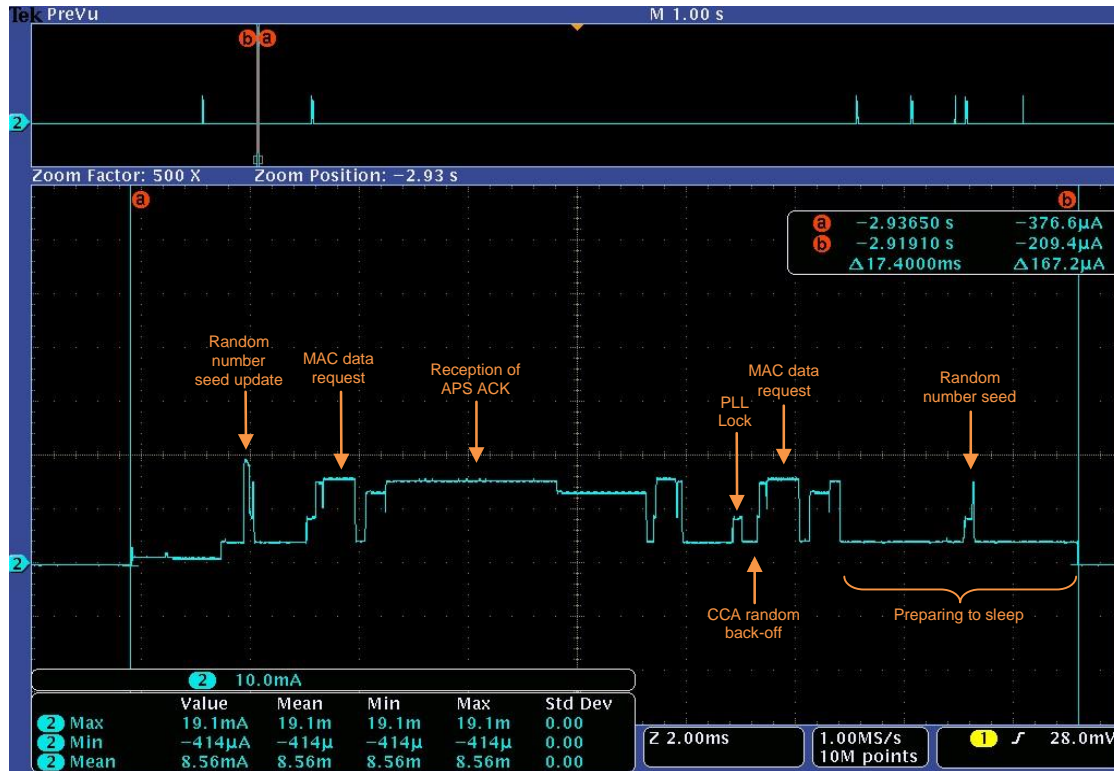 Tek PreVu M 1.00 s
b a
2
Zoom Factor: 500 X Zoom Position: −2.93 s
a b
a −2.93650 s −376.6µA
b −2.91910 s −209.4µA
Δ17.4000ms Δ167.2µA
Random
number
seed update
MAC data
request
Reception of
APS ACK
PLL
Lock
MAC data
request
Random
number seed
2
CCA random
back-off
Preparing to sleep
2 10.0mA
Value Mean Min Max Std Dev
2 Max 19.1mA 19.1m 19.1m 19.1m 0.00
2 Min −414µA −414µ −414µ −414µ 0.00
2 Mean 8.56mA 8.56m 8.56m 8.56m 0.00
Z 2.00ms
1.00MS/s
10M points
1 28.0mV